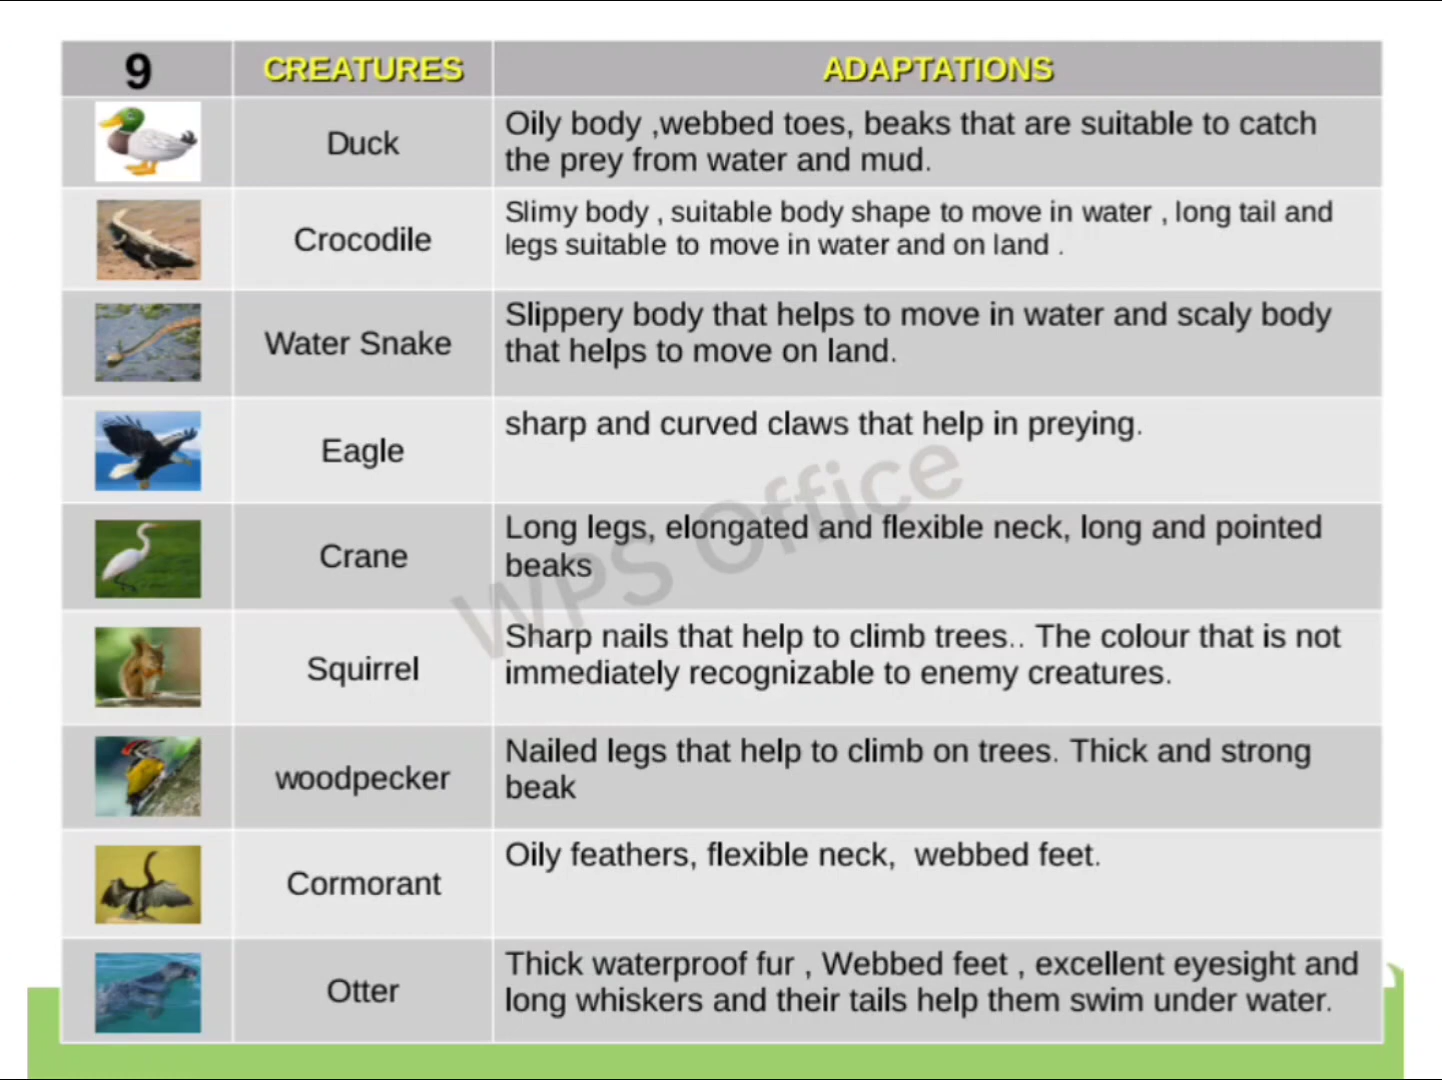 9 CREATURES ADAPTATIONS
Duck
Oily body ,webbed toes, beaks that are suitable to catch
the prey from water and mud.
Crocodile
Slimy body , suitable body shape to move in water , long tail and
legs suitable to move in water and on land .
Water Snake
Slippery body that helps to move in water and scaly body
that helps to move on land.
Eagle
sharp and curved claws that help in preying.
Crane
Long legs, elongated and flexible neck, long and pointed
beaks
Squirrel
Sharp nails that help to climb trees.. The colour that is not
immediately recognizable to enemy creatures.
woodpecker
Nailed legs that help to climb on trees. Thick and strong
beak
Cormorant
Oily feathers, flexible neck,  webbed feet.
Otter
Thick waterproof fur , Webbed feet , excellent eyesight and
long whiskers and their tails help them swim under water.
WPS Office